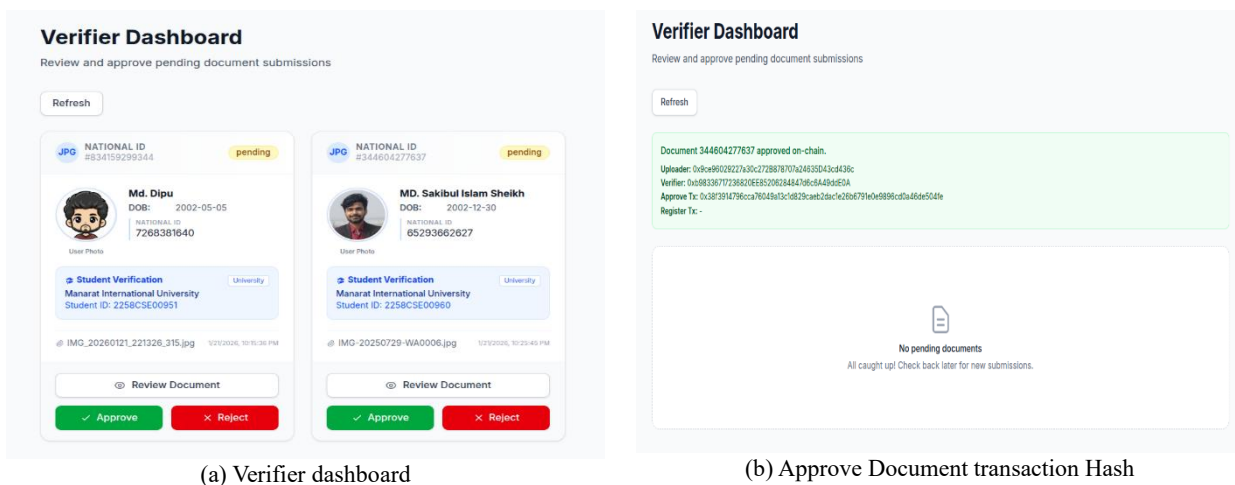 Verifier Dashboard
Review and approve pending document submissions
Refresh
JPG NATIONAL ID
#834159299344
pending
Md. Dipu
DOB: 2002-05-05
NATIONAL ID
7268381640
User Photo
Student Verification University
Manarat International University
Student ID: 2258CSE00951
IMG_20260121_221326_315.jpg 1/21/2026, 10:15:36 PM
Review Document
Approve Reject
JPG NATIONAL ID
#344604277637
pending
MD. Sakibul Islam Sheikh
DOB: 2002-12-30
NATIONAL ID
65293662627
User Photo
Student Verification University
Manarat International University
Student ID: 2258CSE00960
IMG-20250729-WA0006.jpg 1/21/2026, 10:25:45 PM
Review Document
Approve Reject
(a) Verifier dashboard
Verifier Dashboard
Review and approve pending document submissions
Refresh
Document 344604277637 approved on-chain.
Uploader: 0x9ce96029227a30c272B878707a24635D43cd436c
Verifier: 0xb98336717236820EE85206284847d6c6A49ddE0A
Approve Tx: 0x38f3914796cca76049a13c1d829caeb2dac1e26b6791e0e9896cd0a46de504fe
Register Tx: -
No pending documents
All caught up! Check back later for new submissions.
(b) Approve Document transaction Hash